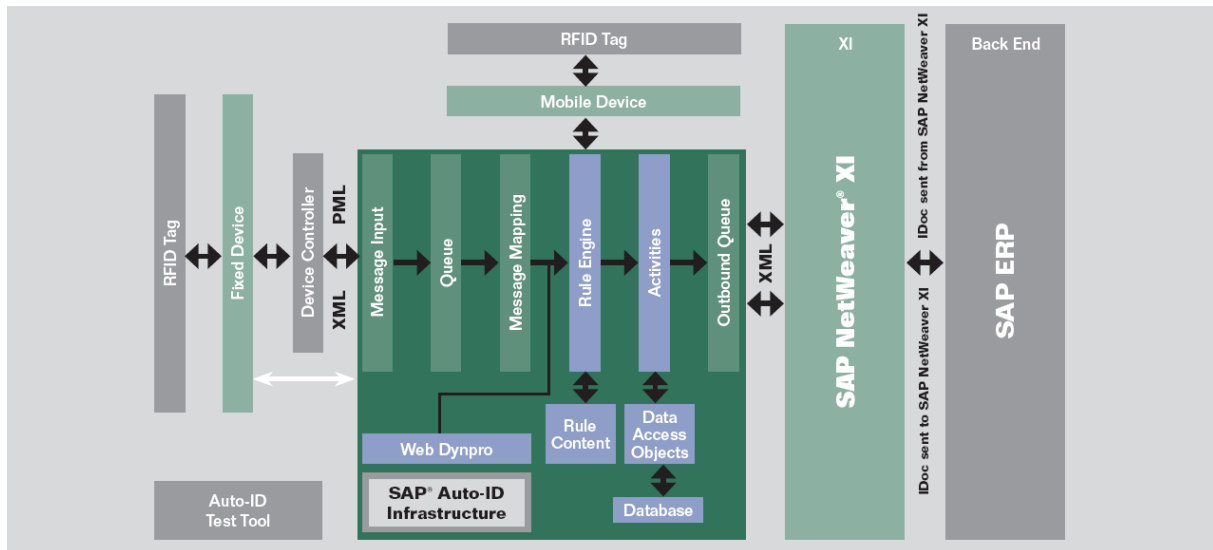 RFID Tag
Mobile Device
XI
Back End
RFID Tag
Fixed Device
Device Controller
PML
XML
Message Input
Queue
Message Mapping
Rule Engine
Activities
Outbound Queue
XML
SAP NetWeaver® XI
IDoc sent from SAP NetWeaver XI
IDoc sent to SAP NetWeaver XI
SAP ERP
Rule
Content
Data
Access
Objects
Web Dynpro
SAP® Auto-ID
Infrastructure
Database
Auto-ID
Test Tool